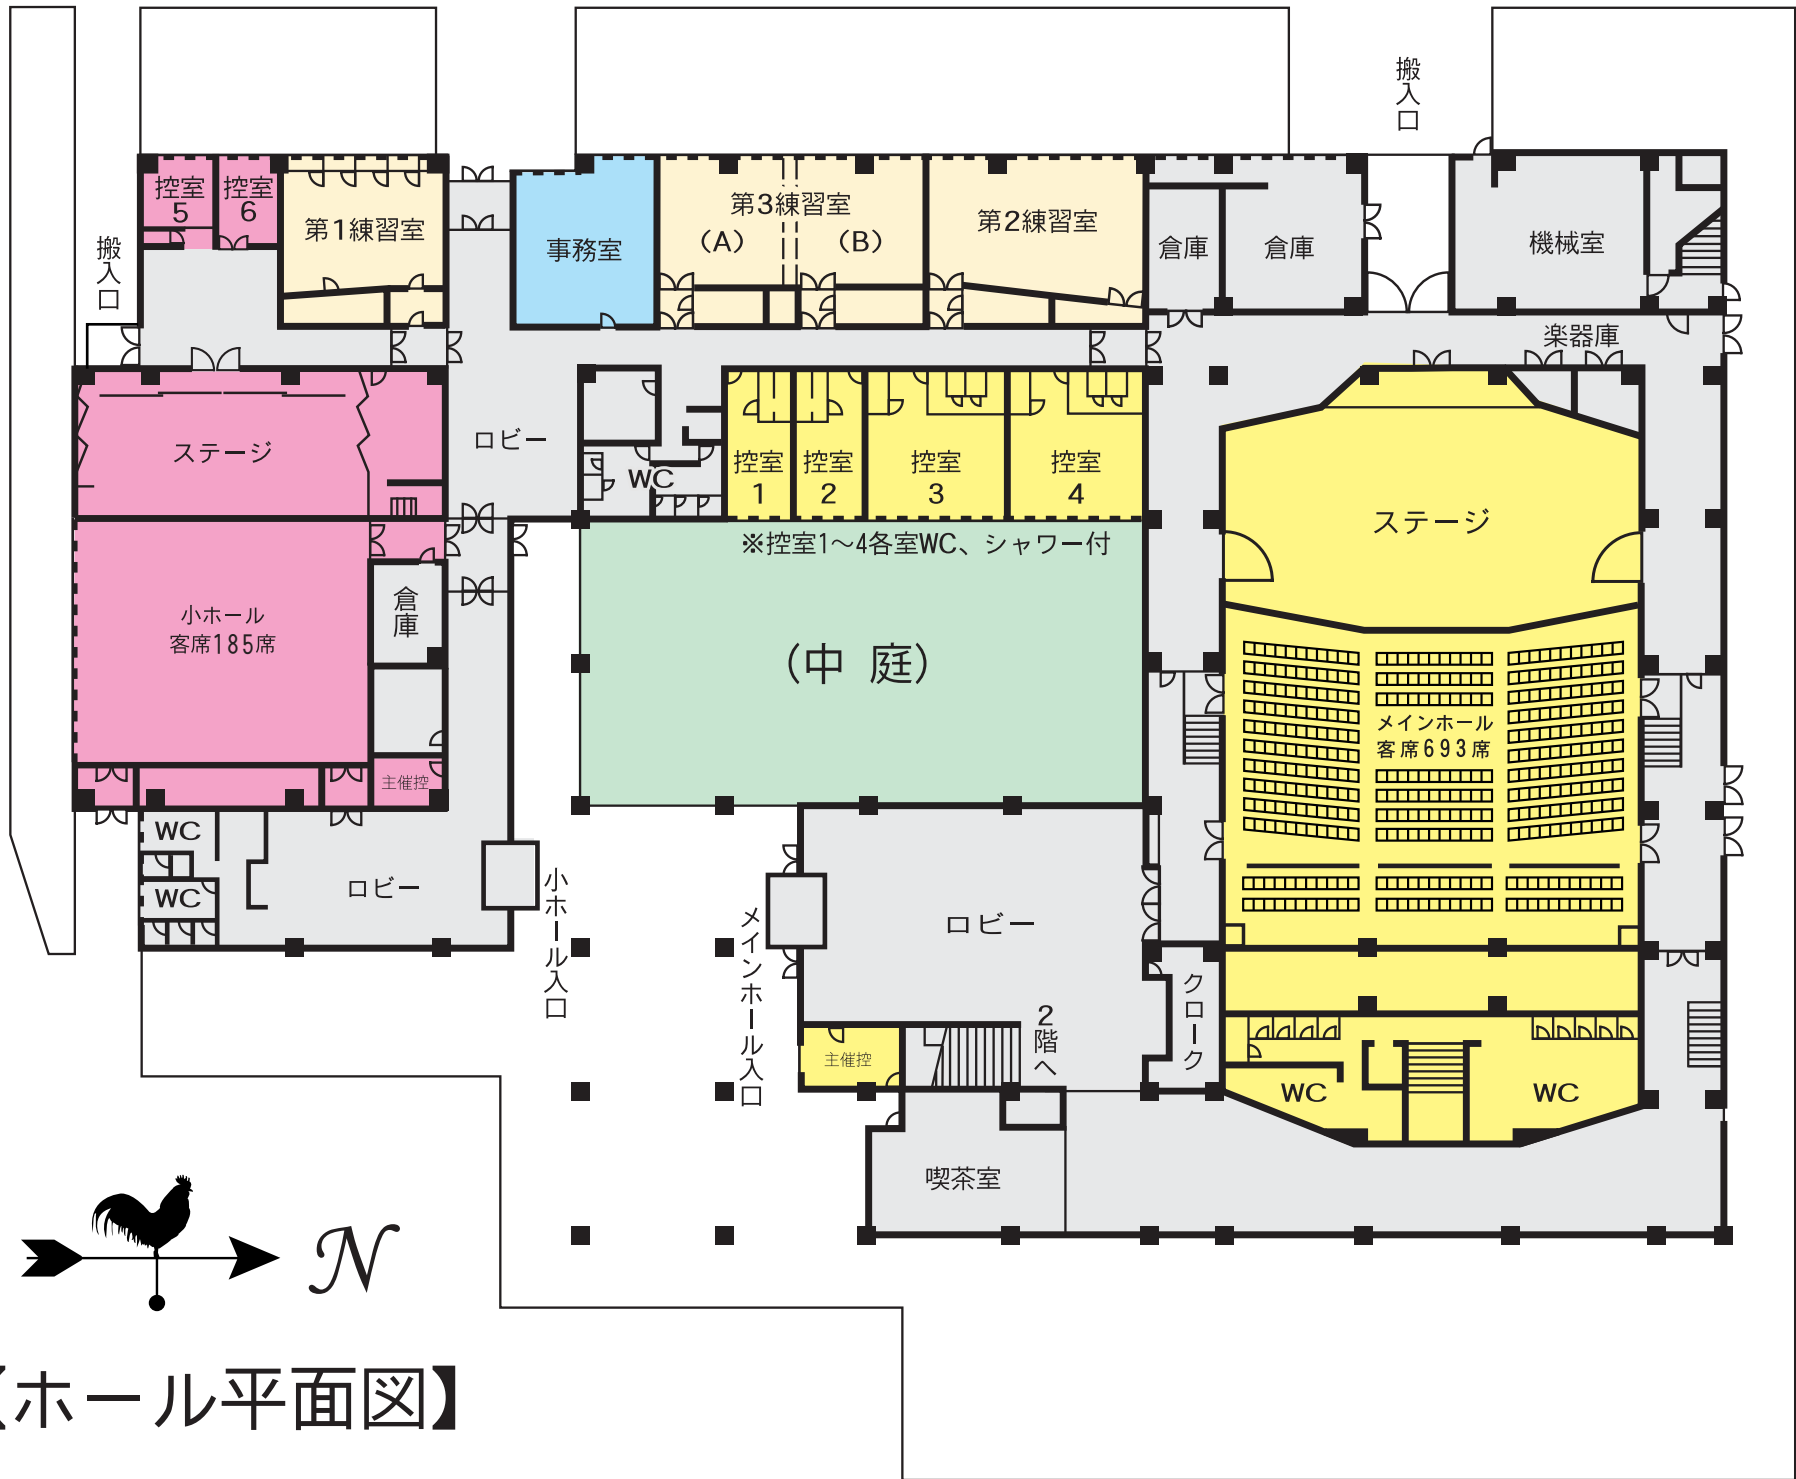 搬入口
搬入口
控室
5
控室
6
第1練習室
事務室
第3練習室
(A)
(B)
第2練習室
倉庫
倉庫
機械室
楽器庫
ステージ
ロビー
WC
控室
1
控室
2
控室
3
控室
4
※控室1〜4各室WC、シャワー付
ステージ
小ホール
客席185席
倉庫
(中 庭)
メインホール
客席693席
主催控
WC
WC
ロビー
小ホール入口
メインホール入口
ロビー
クローク
2階へ
主催控
WC
WC
喫茶室
N
【ホール平面図】